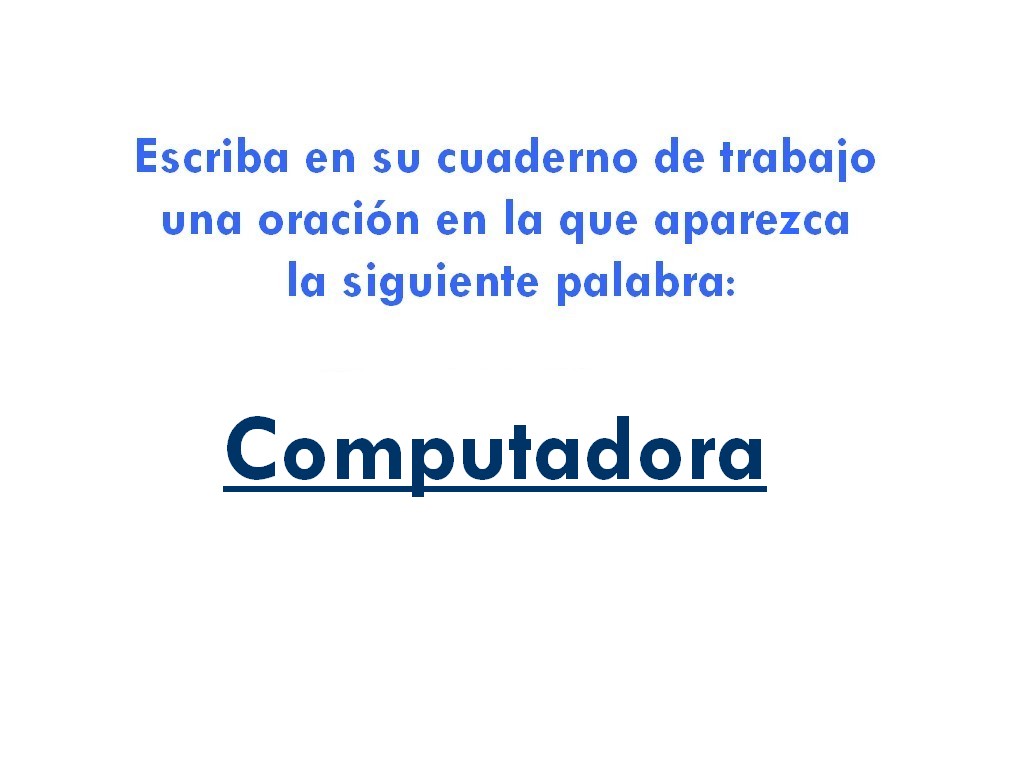 Escriba en su cuaderno de trabajo
una oración en la que aparezca
la siguiente palabra:
Computadora